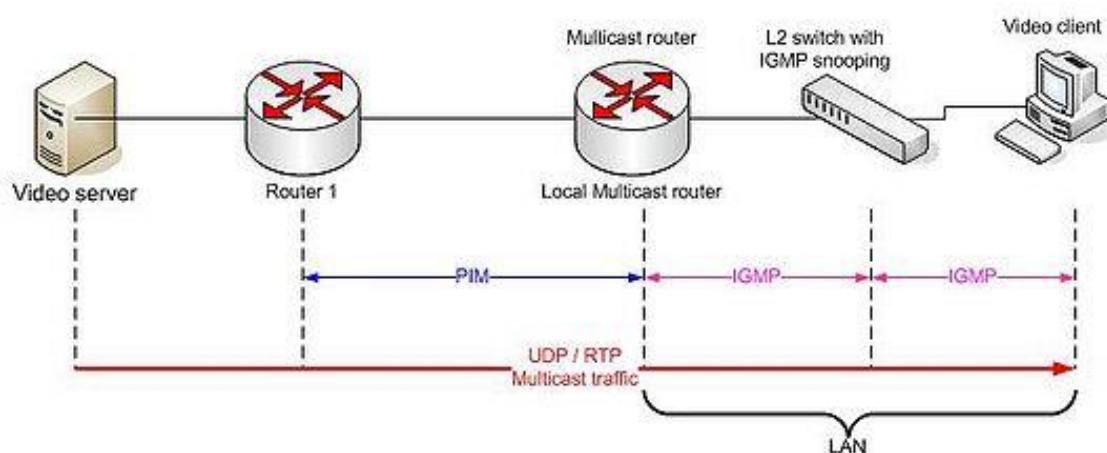 Video client
Multicast router
L2 switch with
IGMP snooping
Video server
Router 1
Local Multicast router
PIM
IGMP
IGMP
UDP / RTP
Multicast traffic
LAN